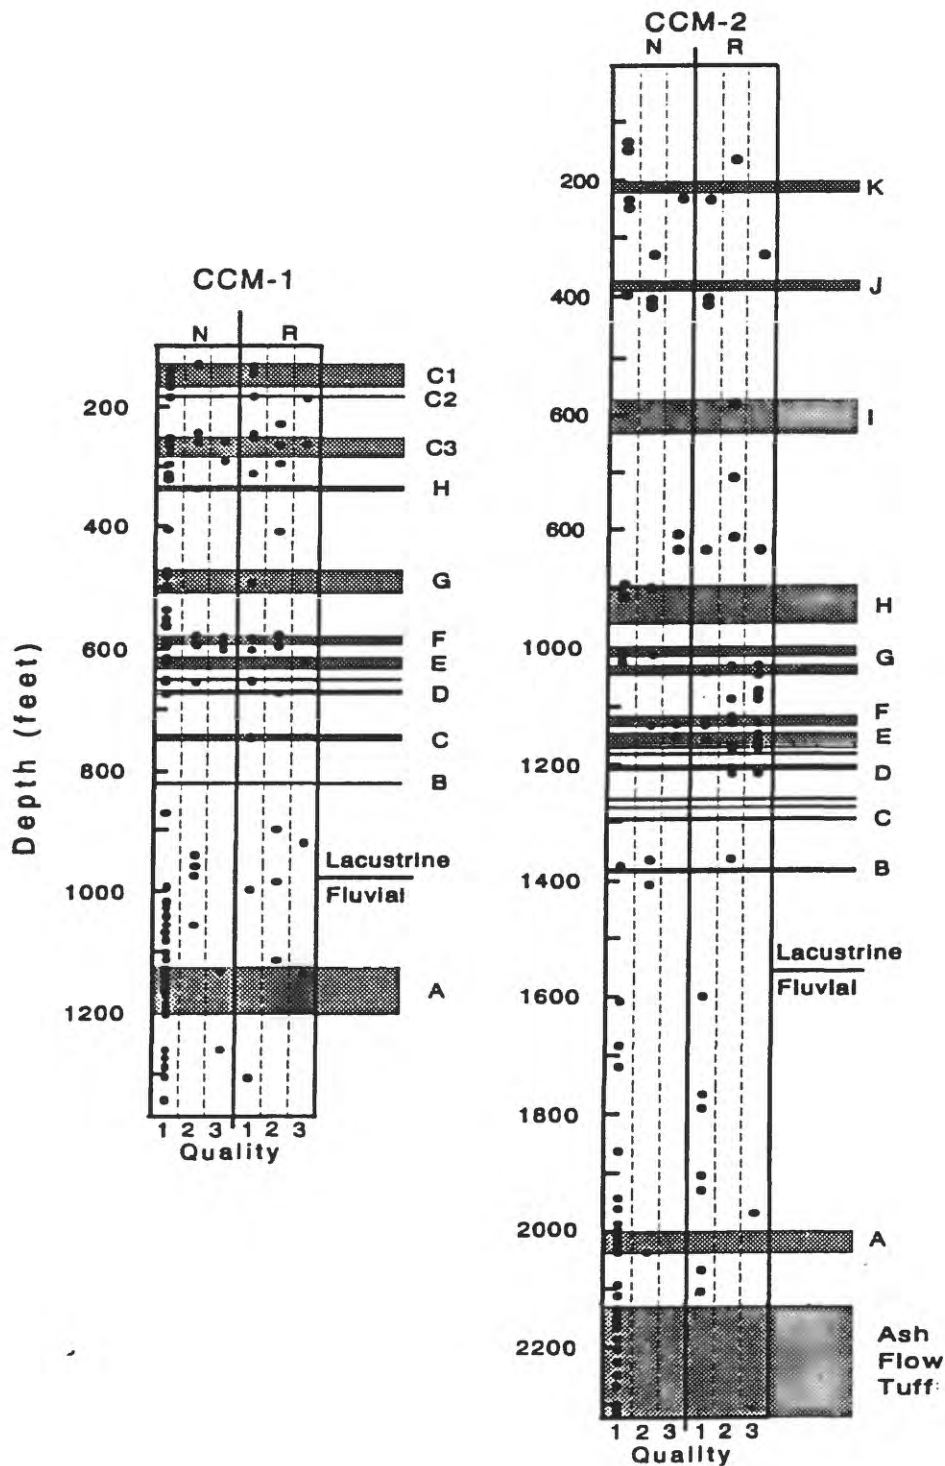 CCM-1
N R
C1
200
C2
C3
H
400
G
F
600
E
D
C
800
B
Lacustrine
1000
Fluvial
A
1200
1 2 3 1 2 3
Quality
Depth (feet)
CCM-2
N R
200
K
J
400
I
600
600
H
1000
G
F
E
1200
D
C
B
1400
Lacustrine
Fluvial
1600
1800
2000
A
2200
Ash
Flow
Tuff
1 2 3 1 2 3
Quality